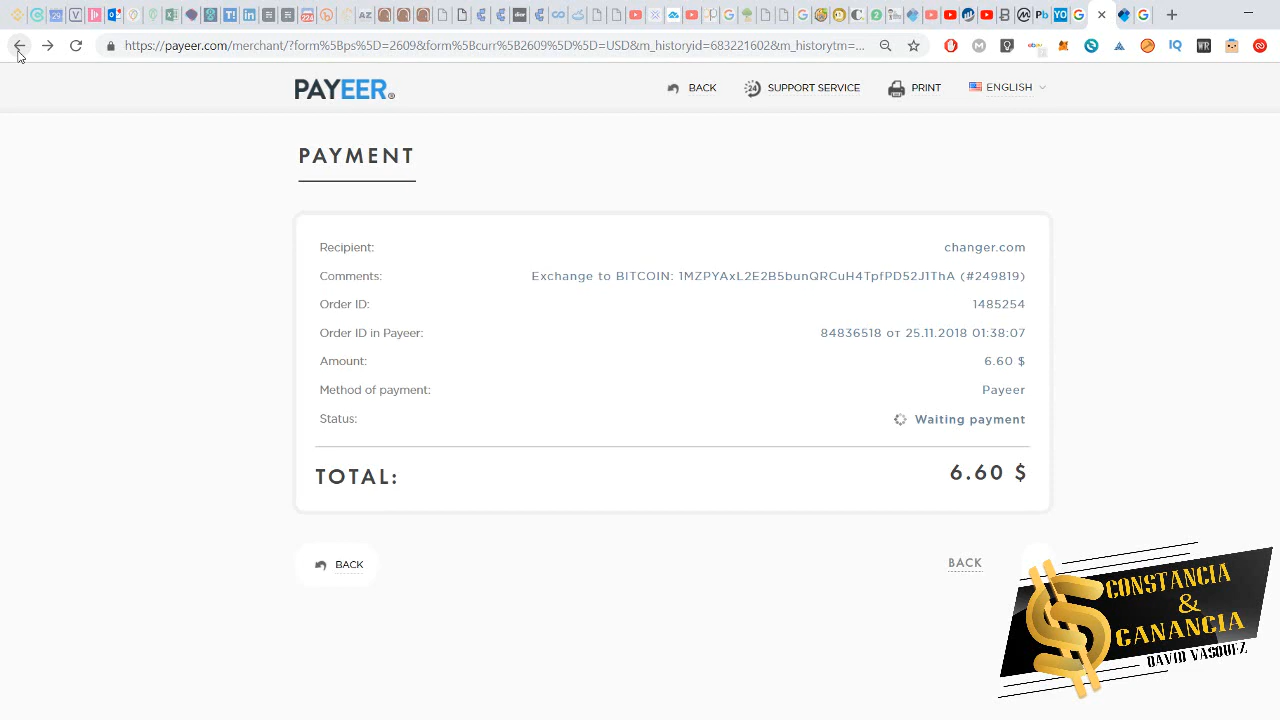 https://payeer.com/merchant/?form%5Bps%5D=2609&form%5Bcurr%5B2609%5D%5D=USD&m_historyid=683221602&m_historytm=...
PAYEER®
BACK
SUPPORT SERVICE
PRINT
ENGLISH
PAYMENT
Recipient: changer.com
Comments: Exchange to BITCOIN: 1MZPYAxL2E2B5bunQRCuH4TpfPD52J1ThA (#249819)
Order ID: 1485254
Order ID in Payeer: 84836518 от 25.11.2018 01:38:07
Amount: 6.60 $
Method of payment: Payeer
Status: Waiting payment
TOTAL: 6.60 $
BACK
BACK
CONSTANCIA
&
GANANCIA
DAVID VASQUEZ